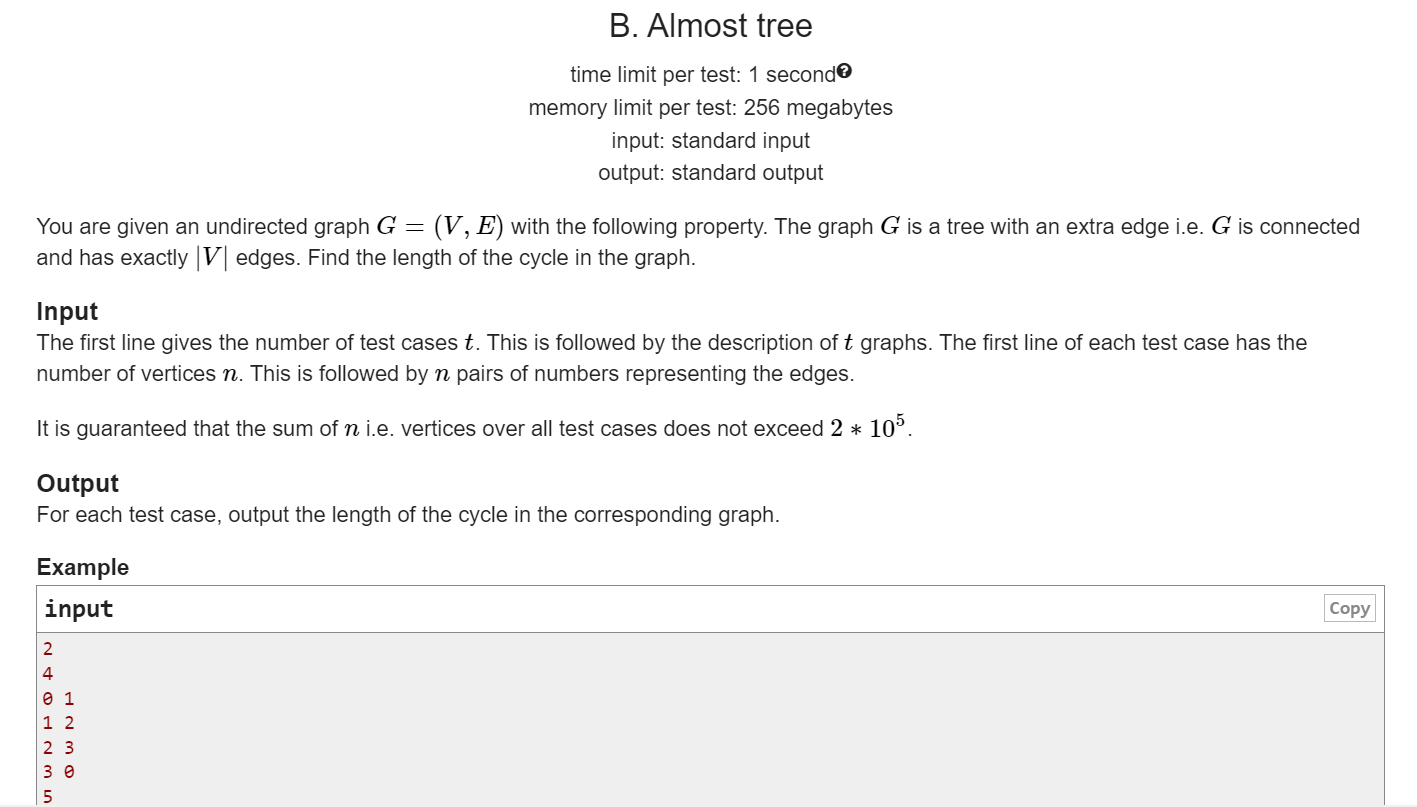 B. Almost tree
time limit per test: 1 second?
memory limit per test: 256 megabytes
input: standard input
output: standard output
You are given an undirected graph G = (V, E) with the following property. The graph G is a tree with an extra edge i.e. G is connected
and has exactly |V| edges. Find the length of the cycle in the graph.
Input
The first line gives the number of test cases t. This is followed by the description of t graphs. The first line of each test case has the
number of vertices n. This is followed by n pairs of numbers representing the edges.
It is guaranteed that the sum of n i.e. vertices over all test cases does not exceed 2 * 10^5.
Output
For each test case, output the length of the cycle in the corresponding graph.
Example
input Copy
2
4
0 1
1 2
2 3
3 0
5